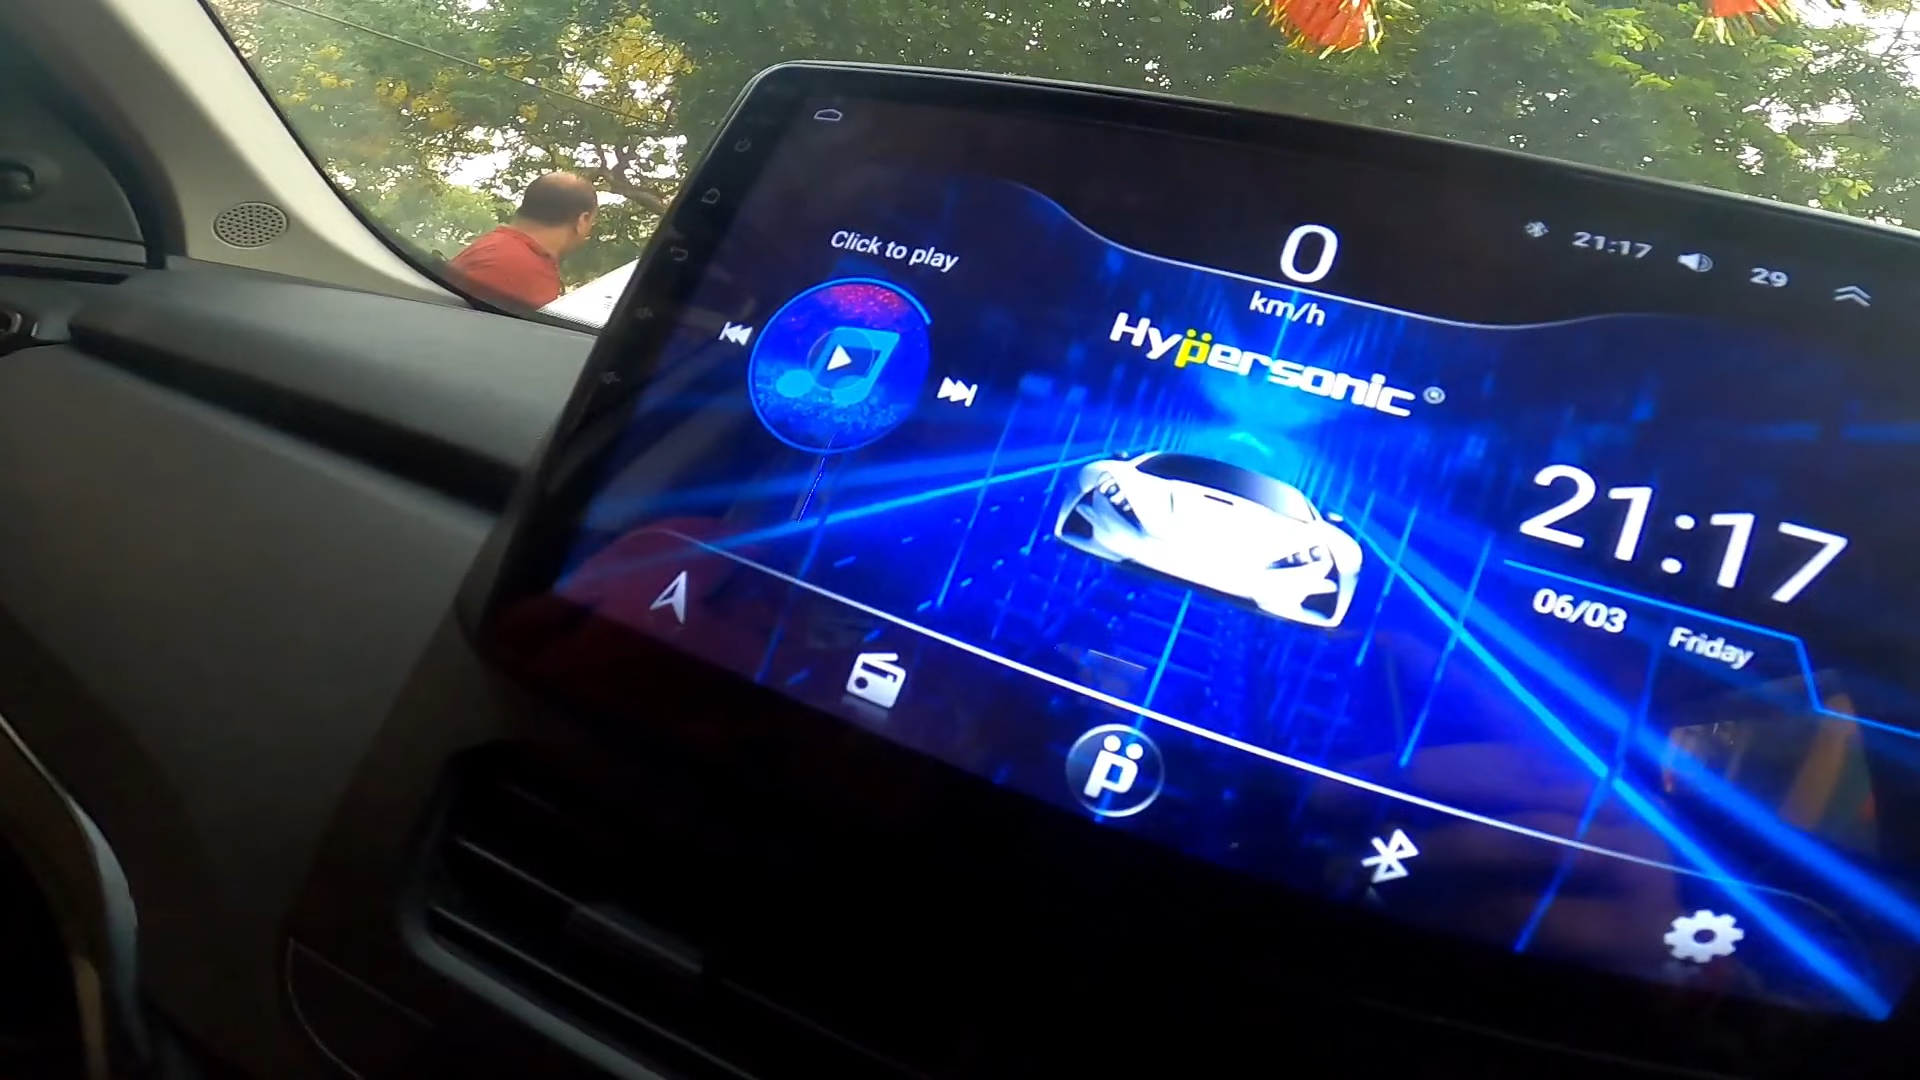 Click to play
0
km/h
21:17
29
Hypersonic ®
21:17
06/03 Friday
p̈